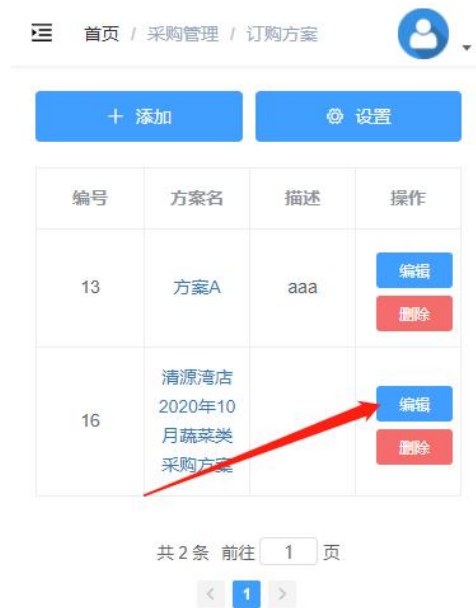 首页 / 采购管理 / 订购方案
+ 添加
设置
编号 方案名 描述 操作
13 方案A aaa 编辑
删除
清源湾店
2020年10
月蔬菜类
采购方案
16
编辑
删除
共 2 条 前往 1 页
< 1 >